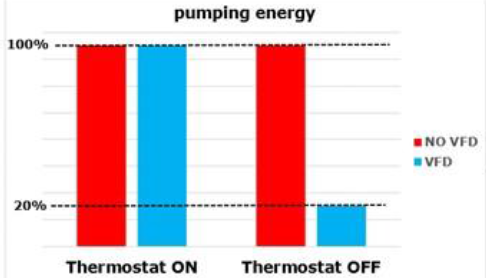 pumping energy
100%
20%
NO VFD
VFD
Thermostat ON
Thermostat OFF